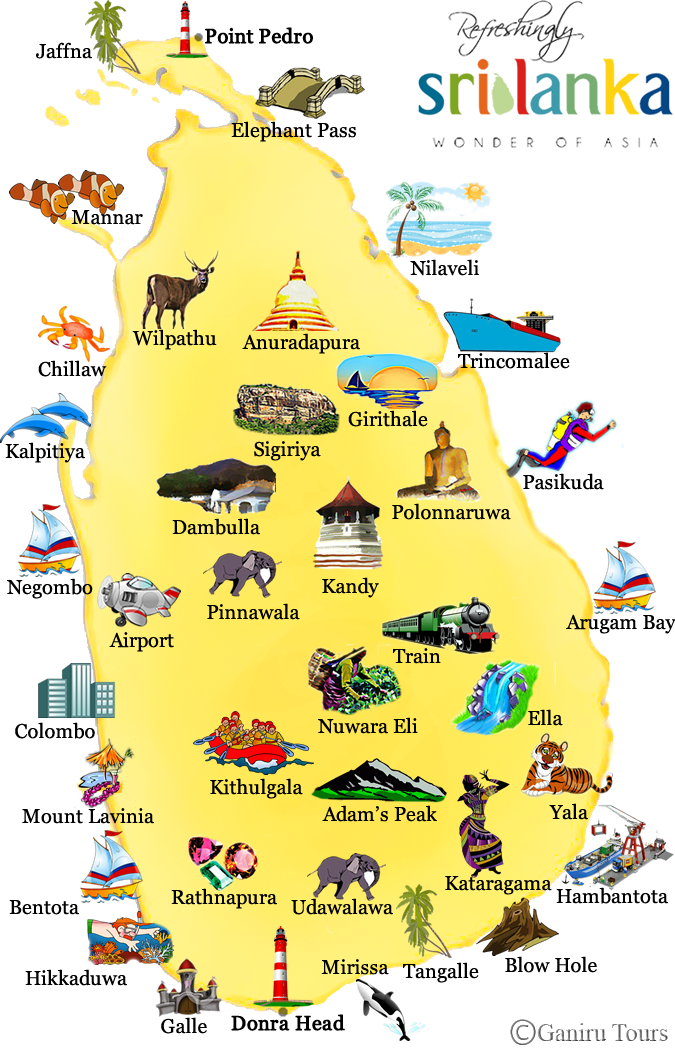 Refreshingly
srilanka
WONDER OF ASIA
Point Pedro
Jaffna
Elephant Pass
Mannar
Nilaveli
Wilpathu
Anuradapura
Trincomalee
Chillaw
Girithale
Sigiriya
Kalpitiya
Pasikuda
Polonnaruwa
Dambulla
Kandy
Negombo
Pinnawala
Arugam Bay
Airport
Train
Nuwara Eli
Ella
Colombo
Kithulgala
Adam's Peak
Yala
Mount Lavinia
Kataragama
Hambantota
Rathnapura
Udawalawa
Bentota
Blow Hole
Mirissa
Tangalle
Hikkaduwa
Galle
Donra Head
©Ganiru Tours